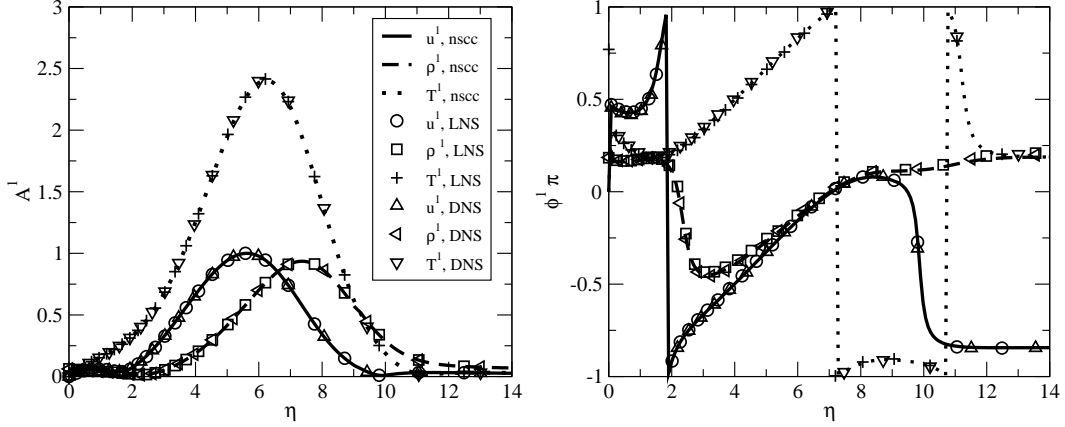 3
2.5
2
1.5
1
0.5
0
A¹
0 2 4 6 8 10 12 14
η
u¹, nscc
ρ¹, nscc
T¹, nscc
u¹, LNS
ρ¹, LNS
T¹, LNS
u¹, DNS
ρ¹, DNS
T¹, DNS
1
0.5
0
-0.5
-1
ϕ¹ π
0 2 4 6 8 10 12 14
η